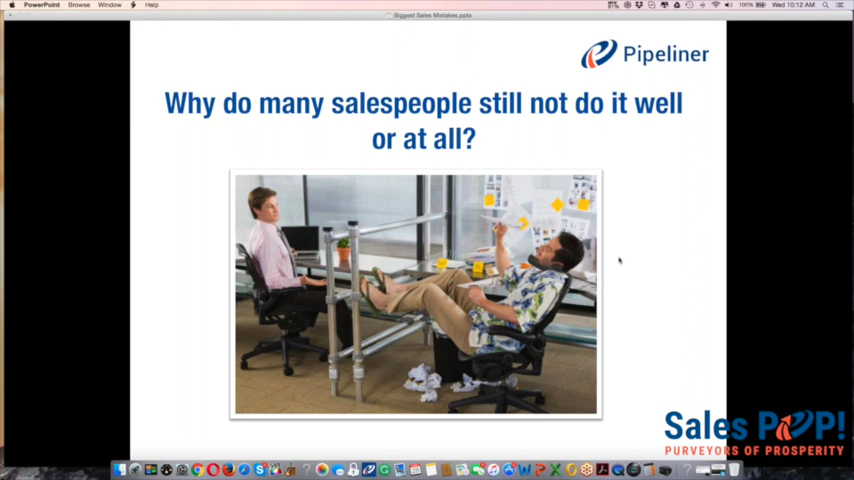 PowerPoint Browse Window Help
100%
Wed 10:12 AM
Biggest Sales Mistakes.pptx
Pipeliner
Why do many salespeople still not do it well
or at all?
Sales POP!
PURVEYORS OF PROSPERITY